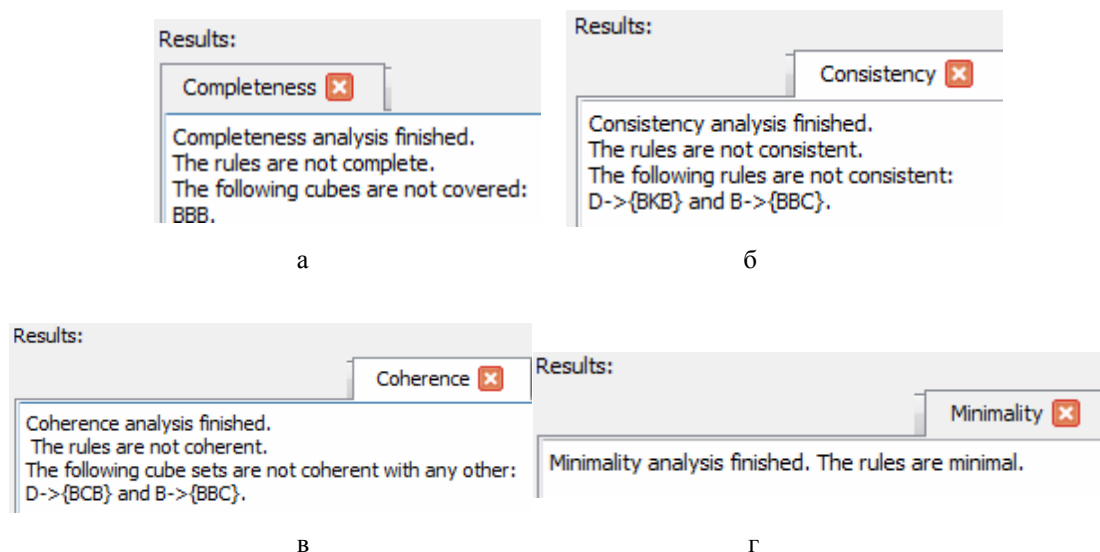 Results:
Completeness
Completeness analysis finished.
The rules are not complete.
The following cubes are not covered:
BBB.
а
Results:
Consistency
Consistency analysis finished.
The rules are not consistent.
The following rules are not consistent:
D->{BKB} and B->{BBC}.
б
Results:
Coherence
Coherence analysis finished.
The rules are not coherent.
The following cube sets are not coherent with any other:
D->{BCB} and B->{BBC}.
в
Results:
Minimality
Minimality analysis finished. The rules are minimal.
г